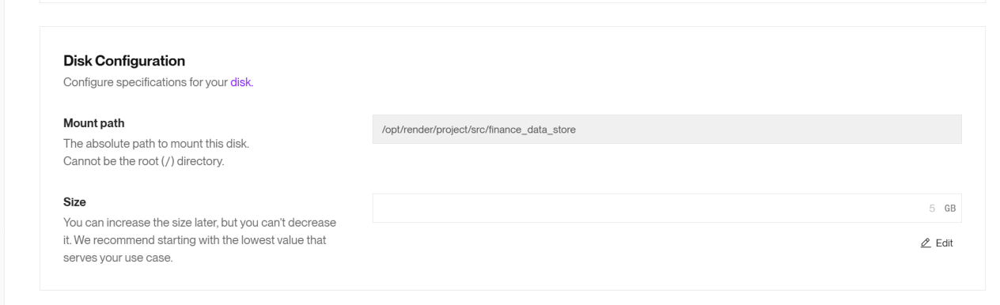 Disk Configuration
Configure specifications for your disk.
Mount path
The absolute path to mount this disk.
Cannot be the root (/) directory.
/opt/render/project/src/finance_data_store
Size
You can increase the size later, but you can't decrease
it. We recommend starting with the lowest value that
serves your use case.
5 GB
Edit